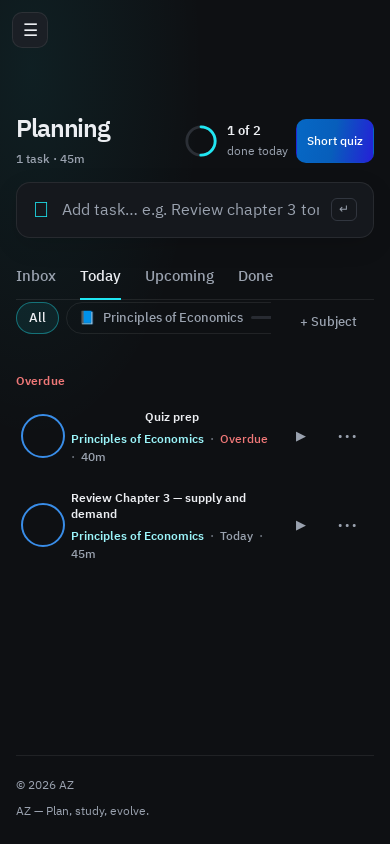 ☰
Planning
1 task · 45m
1 of 2
done today
Short quiz
Add task… e.g. Review chapter 3 tor
↵
Inbox
Today
Upcoming
Done
All
📘 Principles of Economics
+ Subject
Overdue
Quiz prep
Principles of Economics · Overdue
· 40m
▶
···
Review Chapter 3 — supply and
demand
Principles of Economics · Today ·
45m
▶
···
© 2026 AZ
AZ — Plan, study, evolve.